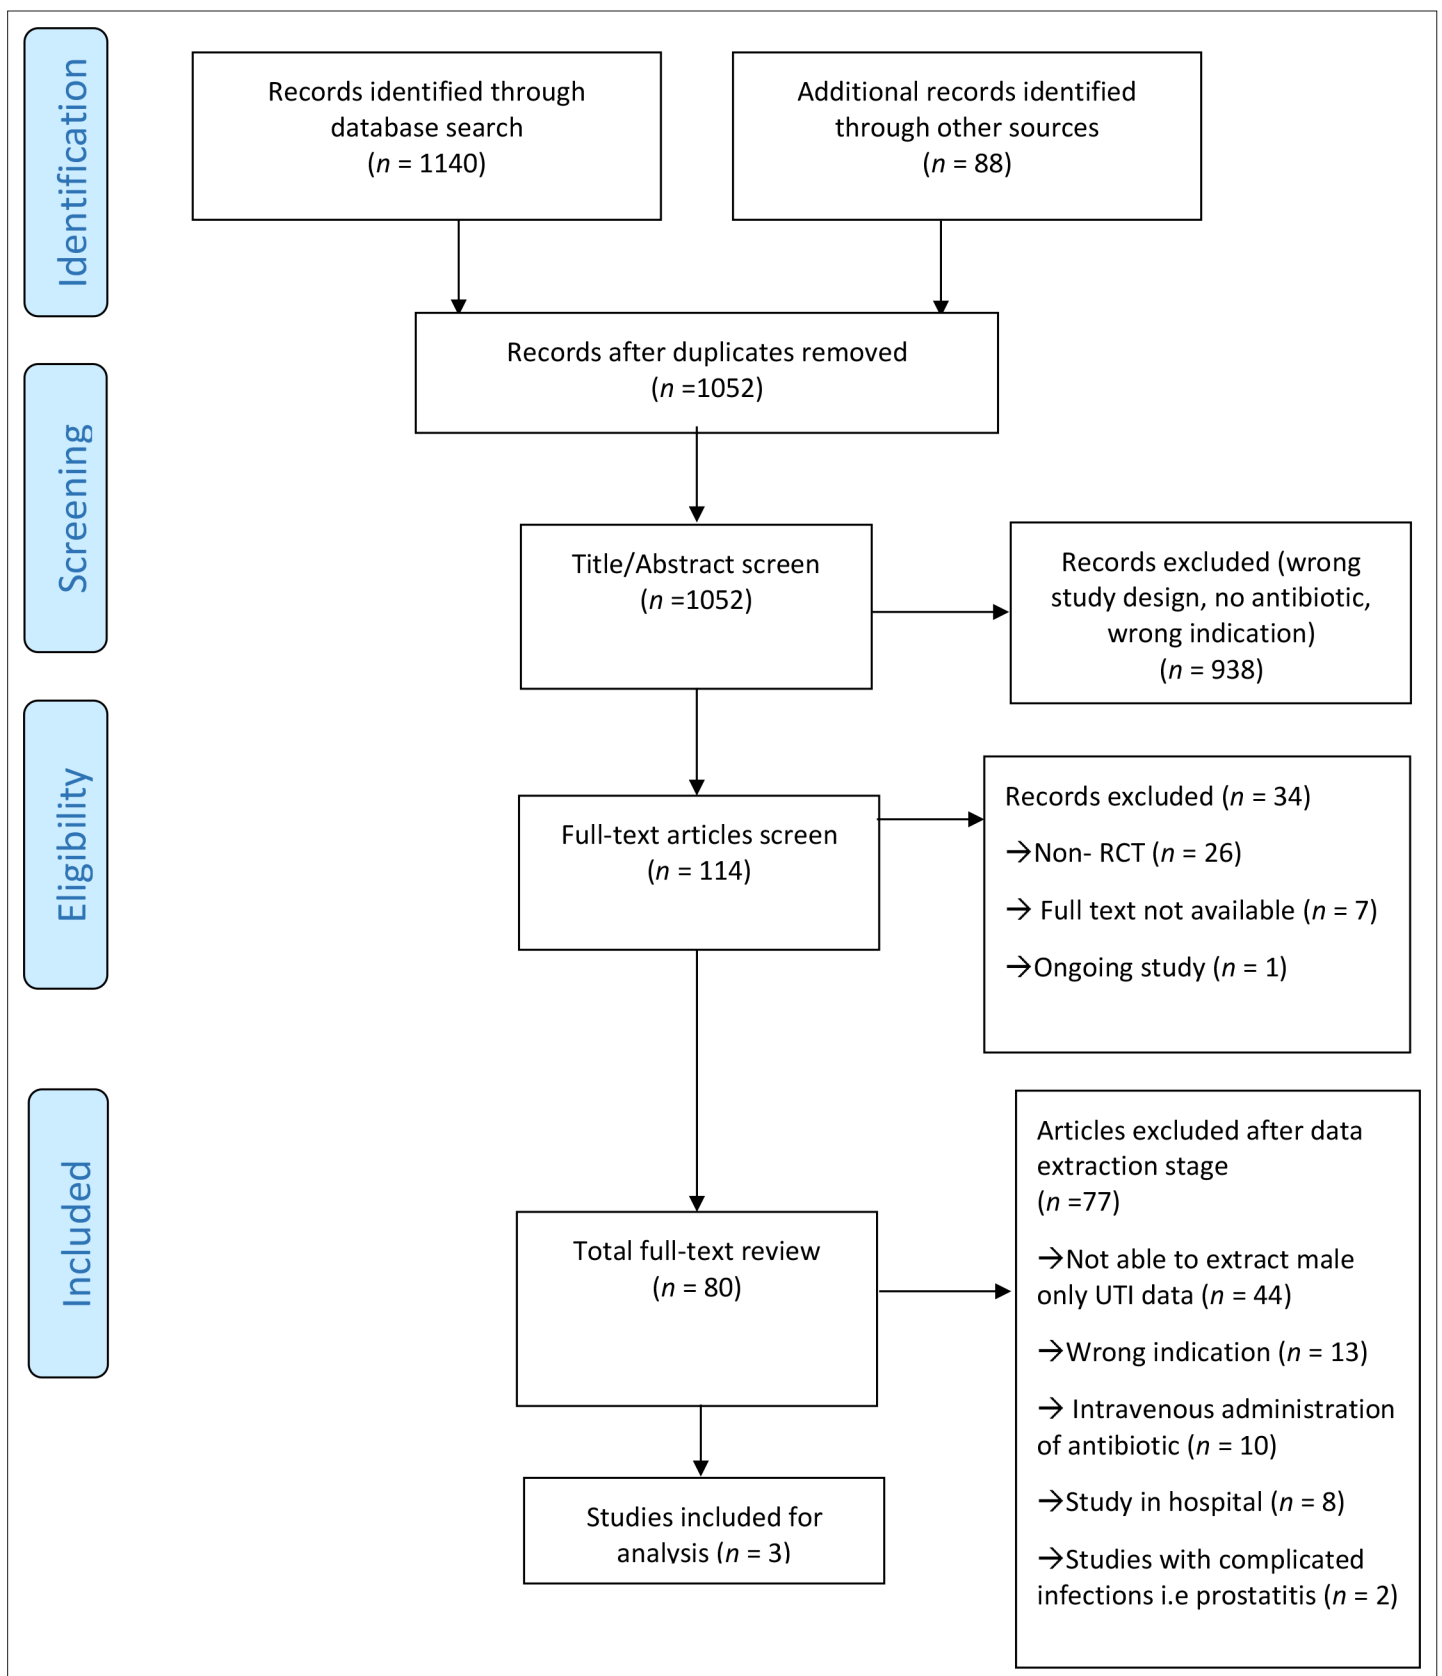 Identification
Records identified through
database search
(n = 1140)
Additional records identified
through other sources
(n = 88)
Records after duplicates removed
(n =1052)
Screening
Title/Abstract screen
(n =1052)
Records excluded (wrong
study design, no antibiotic,
wrong indication)
(n = 938)
Eligibility
Full-text articles screen
(n = 114)
Records excluded (n = 34)
→Non- RCT (n = 26)
→ Full text not available (n = 7)
→Ongoing study (n = 1)
Included
Total full-text review
(n = 80)
Articles excluded after data
extraction stage
(n =77)
→Not able to extract male
only UTI data (n = 44)
→Wrong indication (n = 13)
→ Intravenous administration
of antibiotic (n = 10)
→Study in hospital (n = 8)
→Studies with complicated
infections i.e prostatitis (n = 2)
Studies included for
analysis (n = 3)